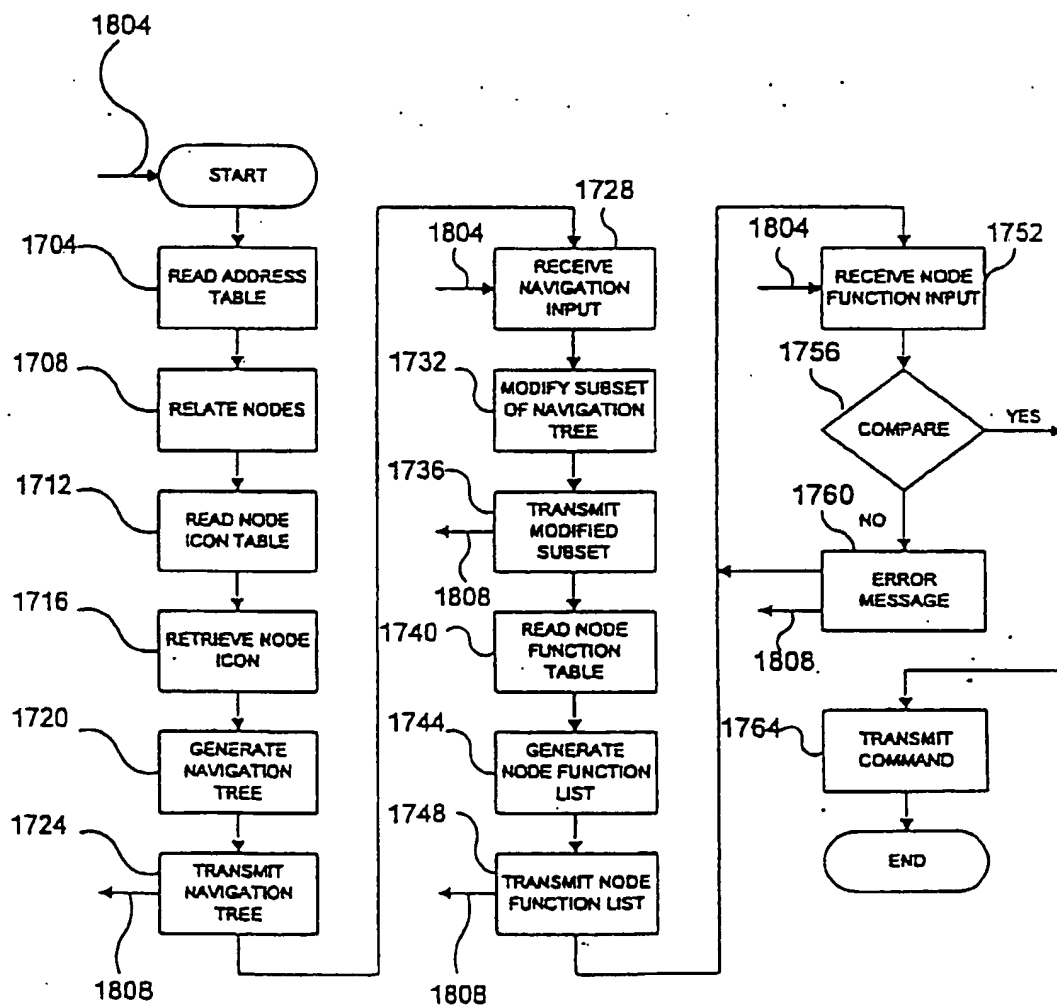 1804
START
1704
READ ADDRESS
TABLE
1708
RELATE NODES
1712
READ NODE
ICON TABLE
1716
RETRIEVE NODE
ICON
1720
GENERATE
NAVIGATION
TREE
1724
TRANSMIT
NAVIGATION
TREE
1808
1728
1804
RECEIVE
NAVIGATION
INPUT
1732
MODIFY SUBSET
OF NAVIGATION
TREE
1736
TRANSMIT
MODIFIED
SUBSET
1808
1740
READ NODE
FUNCTION
TABLE
1744
GENERATE
NODE FUNCTION
LIST
1748
TRANSMIT NODE
FUNCTION LIST
1808
1804
1752
RECEIVE NODE
FUNCTION INPUT
1756
COMPARE
YES
1760
NO
ERROR
MESSAGE
1808
1764
TRANSMIT
COMMAND
END